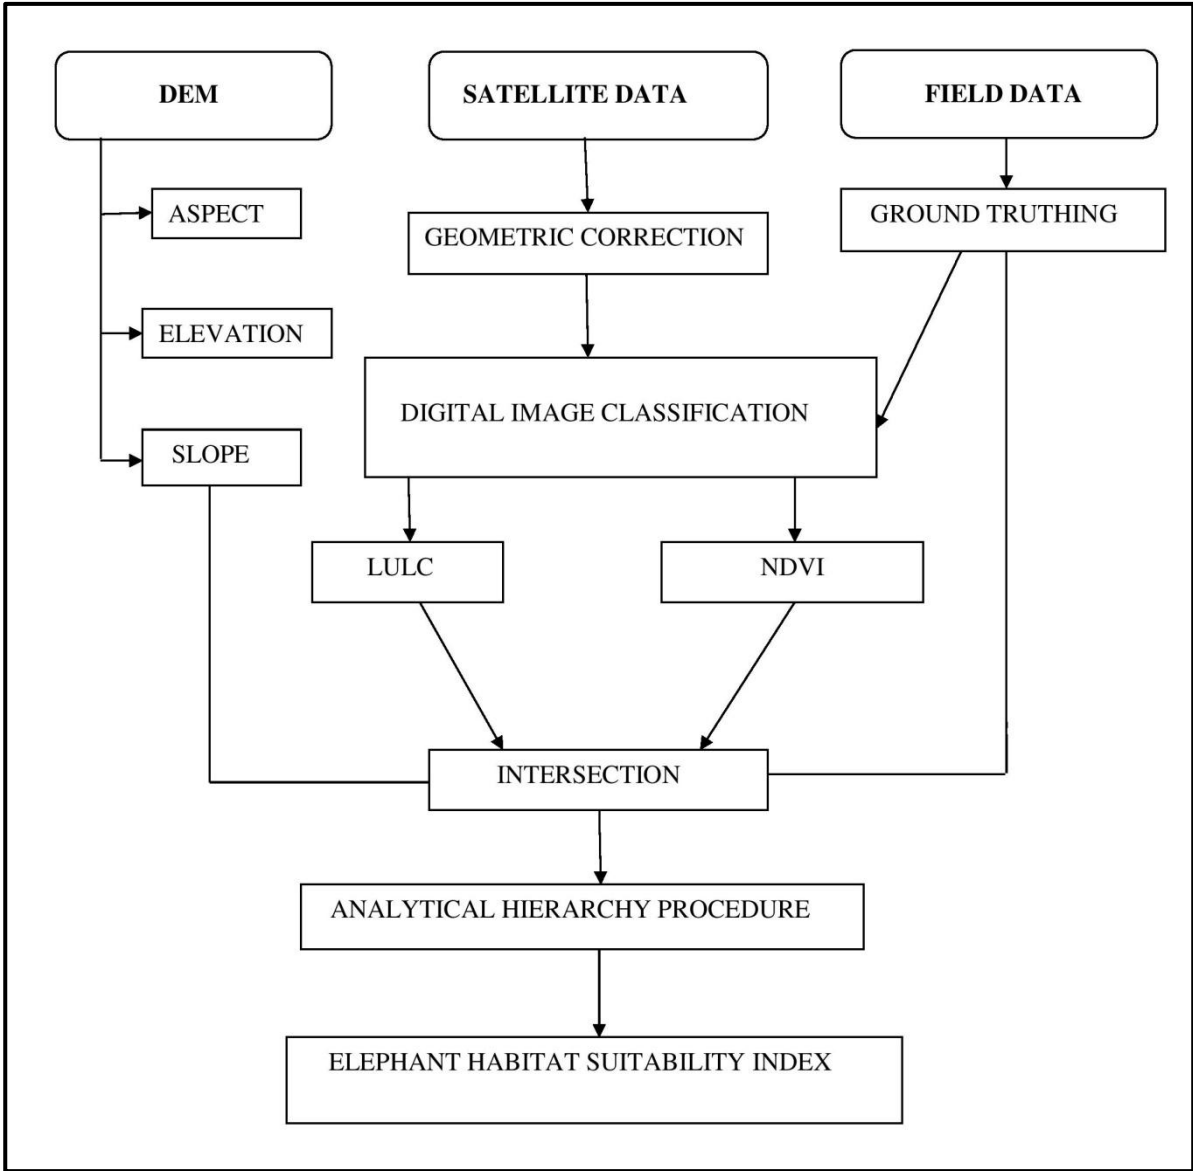 DEM
SATELLITE DATA
FIELD DATA
ASPECT
GEOMETRIC CORRECTION
GROUND TRUTHING
ELEVATION
DIGITAL IMAGE CLASSIFICATION
SLOPE
LULC
NDVI
INTERSECTION
ANALYTICAL HIERARCHY PROCEDURE
ELEPHANT HABITAT SUITABILITY INDEX